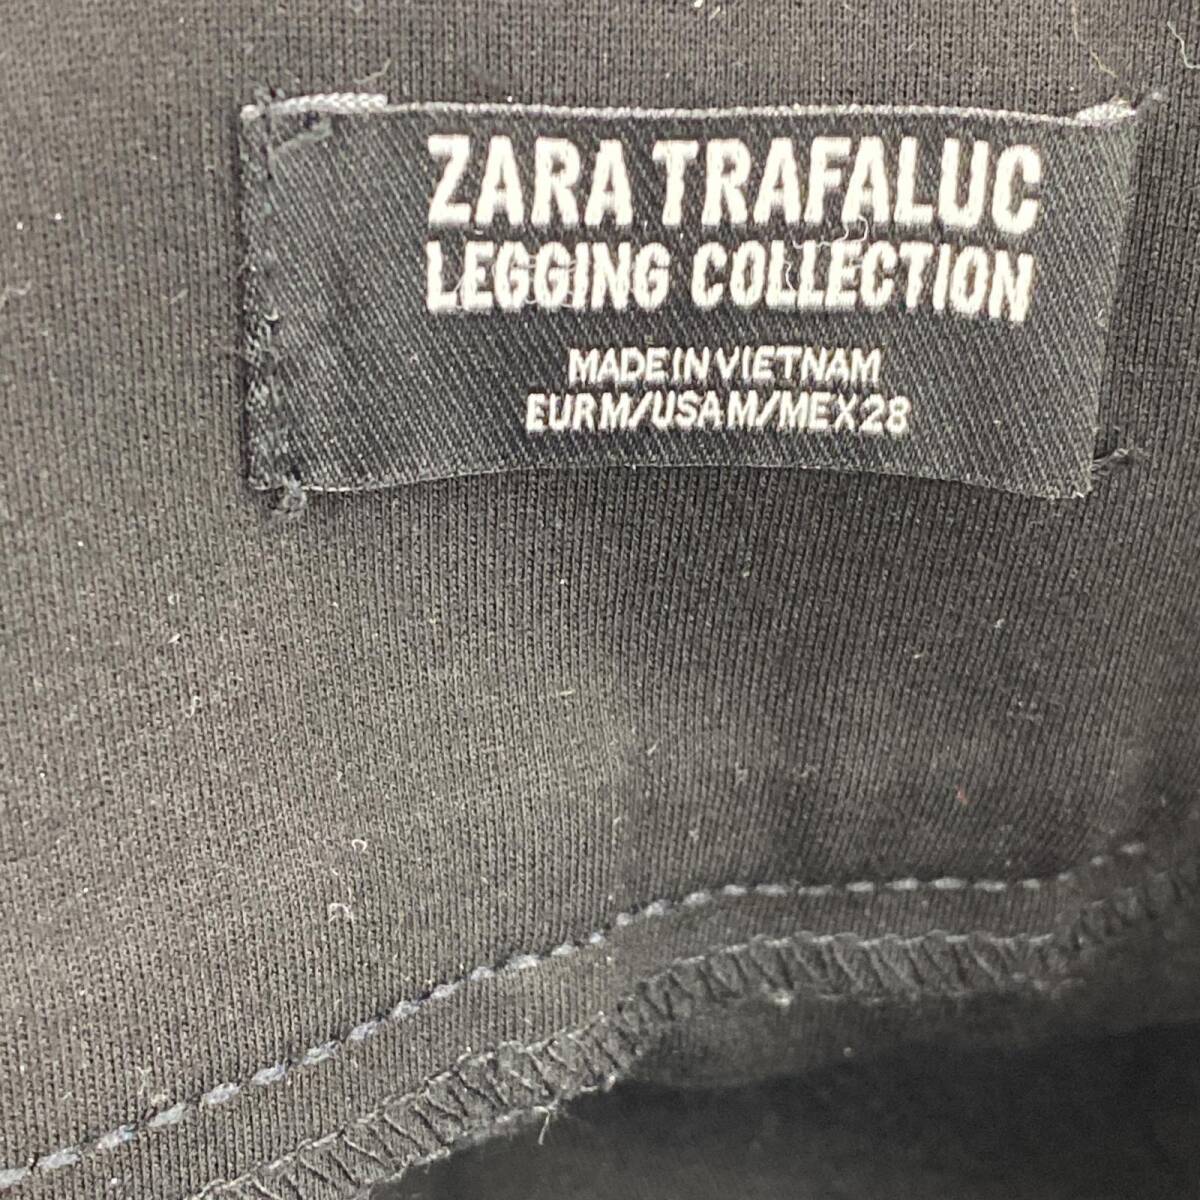 ZARA TRAFALUC
LEGGING COLLECTION
MADE IN VIETNAM
EUR M/USA M/MEX 28